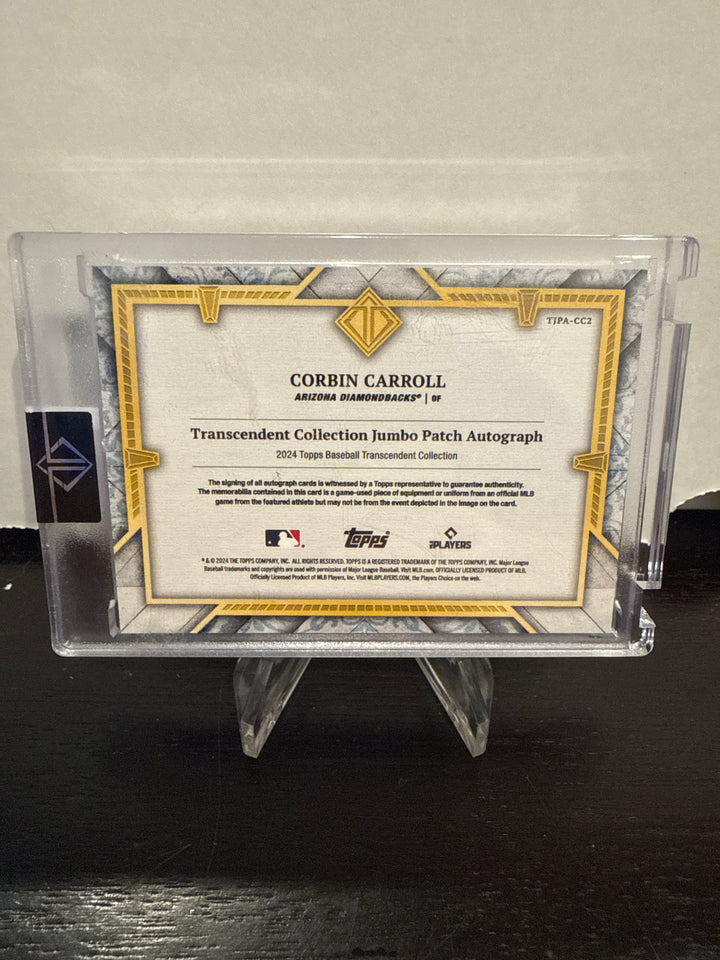 TJPA-CC2
CORBIN CARROLL
ARIZONA DIAMONDBACKS® | OF
Transcendent Collection Jumbo Patch Autograph
2024 Topps Baseball Transcendent Collection
The signing of all autograph cards is witnessed by a Topps representative to guarantee authenticity.
The memorabilia contained in this card is a game-used piece of equipment or uniform from an official MLB
game from the featured athlete but may not be from the event depicted in the image on the card.
Topps
PLAYERS
® & © 2024 THE TOPPS COMPANY, INC. ALL RIGHTS RESERVED. TOPPS IS A REGISTERED TRADEMARK OF THE TOPPS COMPANY, INC. Major League
Baseball trademarks and copyrights are used with permission of Major League Baseball. Visit MLB.com. OFFICIALLY LICENSED PRODUCT OF MLB.
Officially Licensed Product of MLB Players, Inc. Visit MLBPLAYERS.COM, the Players Choice on the web.